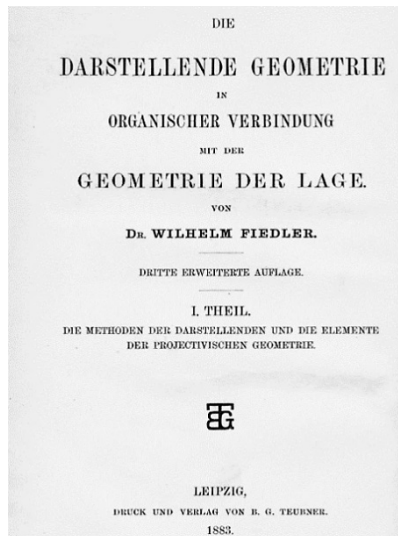 DIE
DARSTELLENDE GEOMETRIE
IN
ORGANISCHER VERBINDUNG
MIT DER
GEOMETRIE DER LAGE.
VON
DR. WILHELM FIEDLER.
DRITTE ERWEITERTE AUFLAGE.
I. THEIL.
DIE METHODEN DER DARSTELLENDEN UND DIE ELEMENTE
DER PROJECTIVISCHEN GEOMETRIE.
BTG
LEIPZIG,
DRUCK UND VERLAG VON B. G. TEUBNER.
1883.